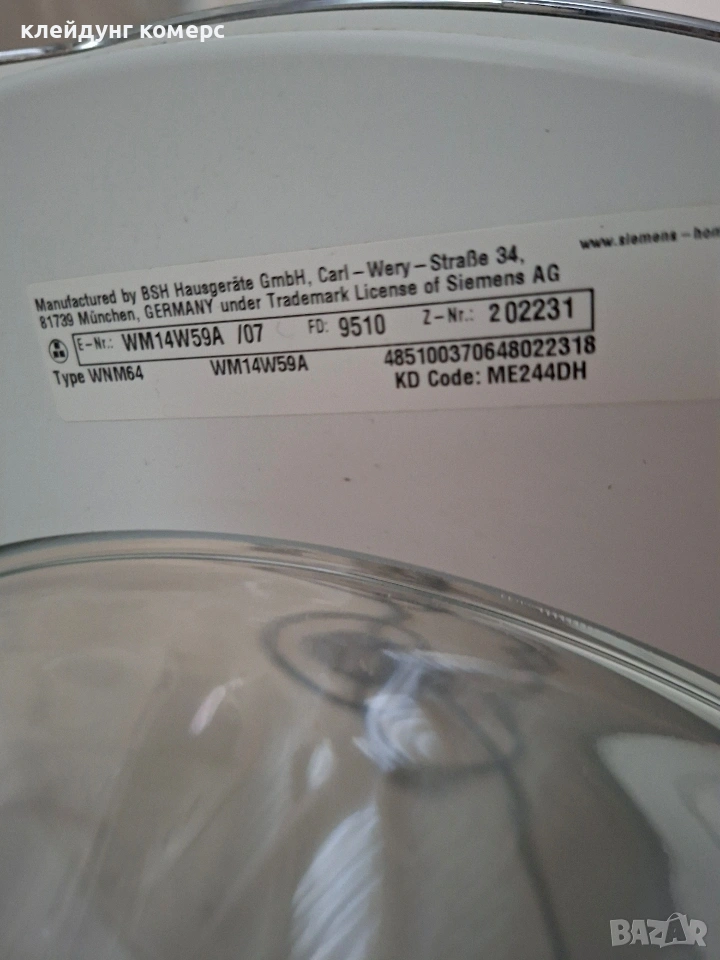 клейдунг комерс
www.siemens-hom
Manufactured by BSH Hausgeräte GmbH, Carl-Wery-Straße 34,
81739 München, GERMANY under Trademark License of Siemens AG
E-Nr.: WM14W59A /07 FD: 9510 Z-Nr.: 202231
Type WNM64 WM14W59A 485100370648022318
KD Code: ME244DH
BAZAR